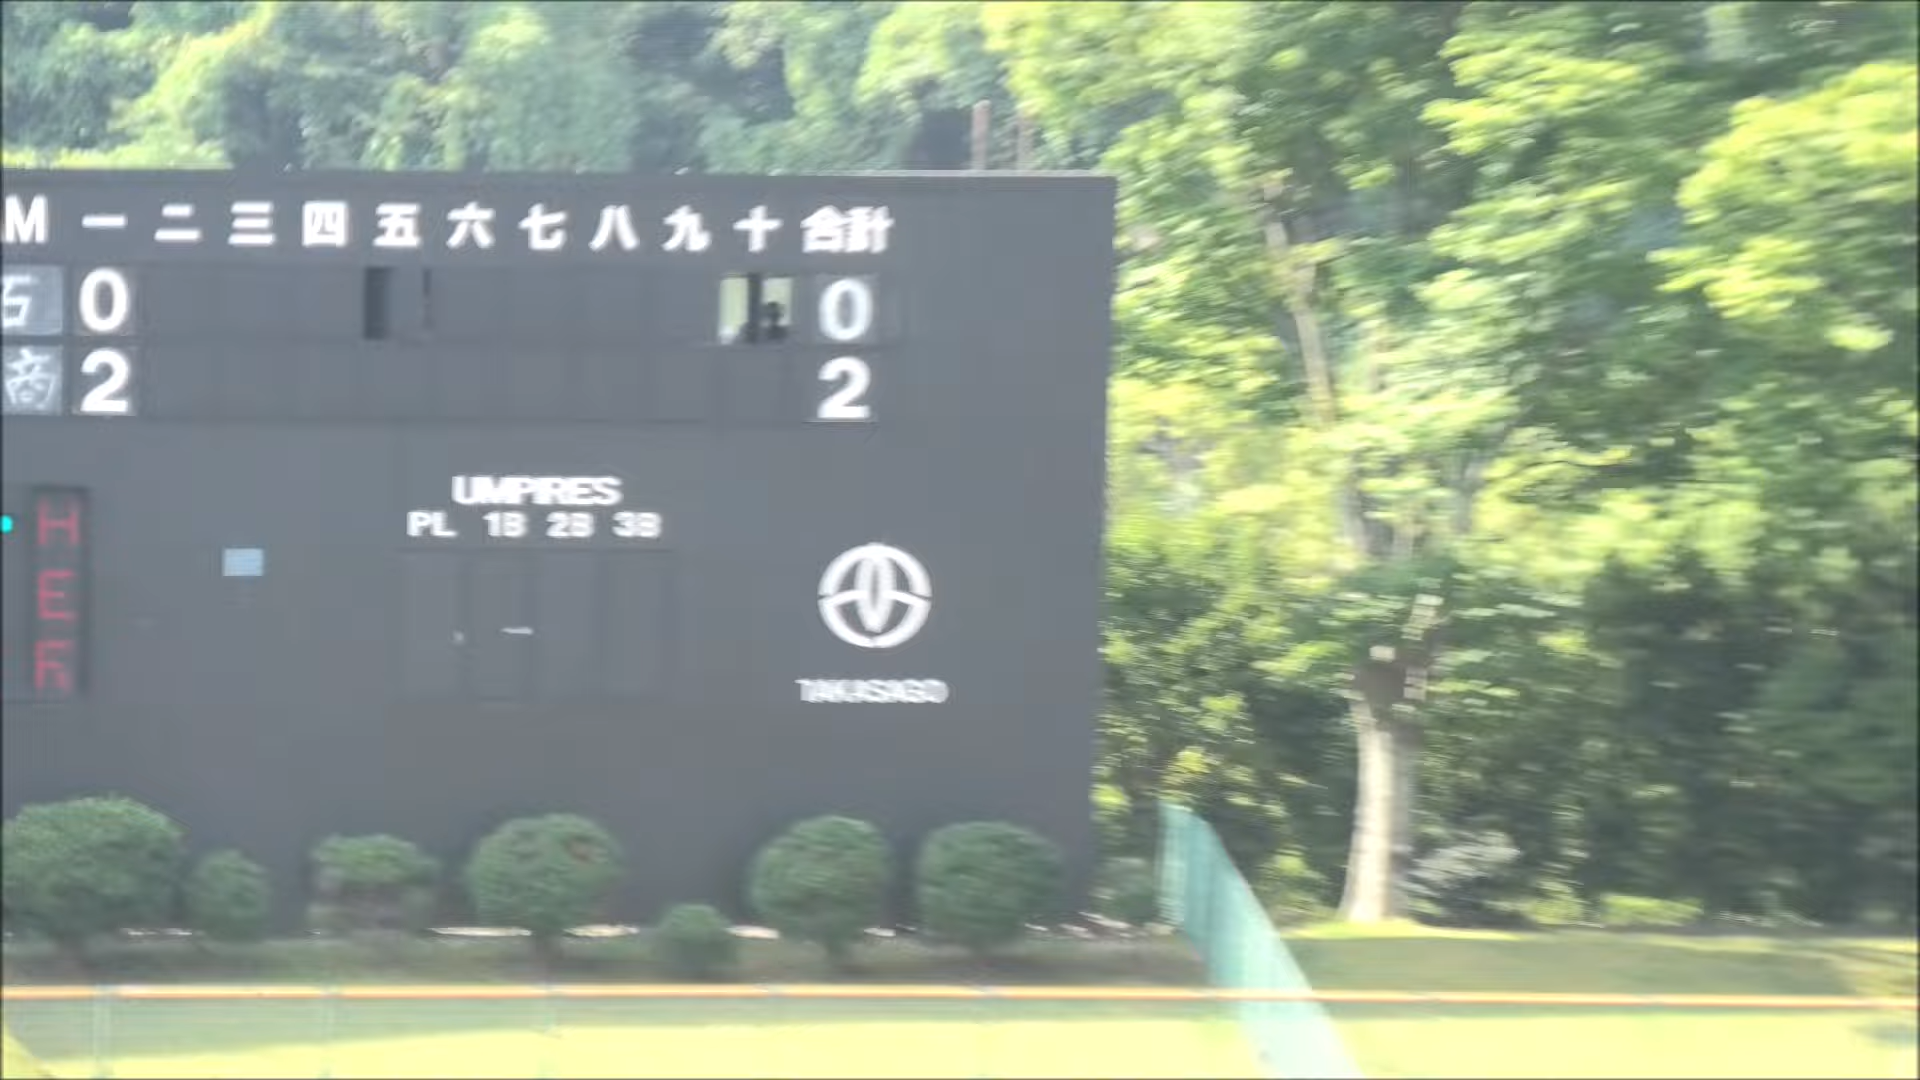 M 一 二 三 四 五 六 七 八 九 十 合計
石 0 0
商 2 2
UMPIRES
PL 1B 2B 3B
H
E
TAKASAGO